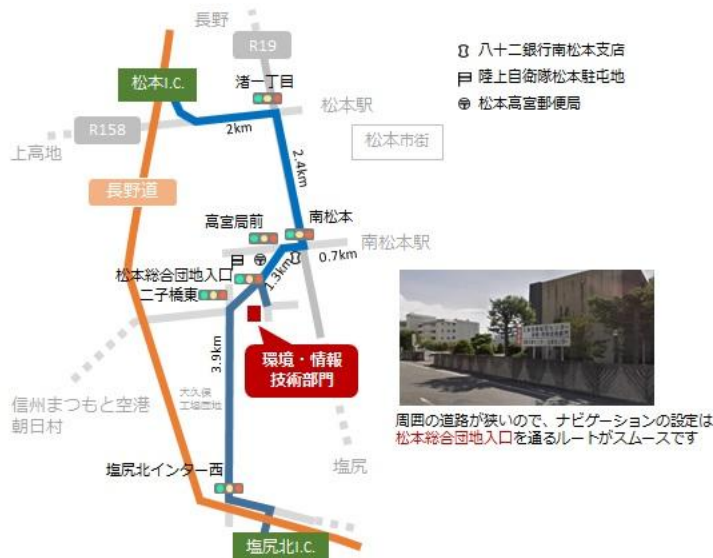 長野
R19
八十二銀行南松本支店
陸上自衛隊松本駐屯地
松本高宮郵便局
松本I.C.
渚一丁目
松本駅
R158
2km
上高地
松本市街
2.4km
長野道
高宮局前
南松本
南松本駅
0.7km
松本総合団地入口
1.3km
二子橋東
環境・情報
技術部門
3.9km
大久保
工場団地
信州まつもと空港
朝日村
周囲の道路が狭いので、ナビゲーションの設定は
松本総合団地入口を通るルートがスムースです
塩尻
塩尻北インター西
塩尻北I.C.